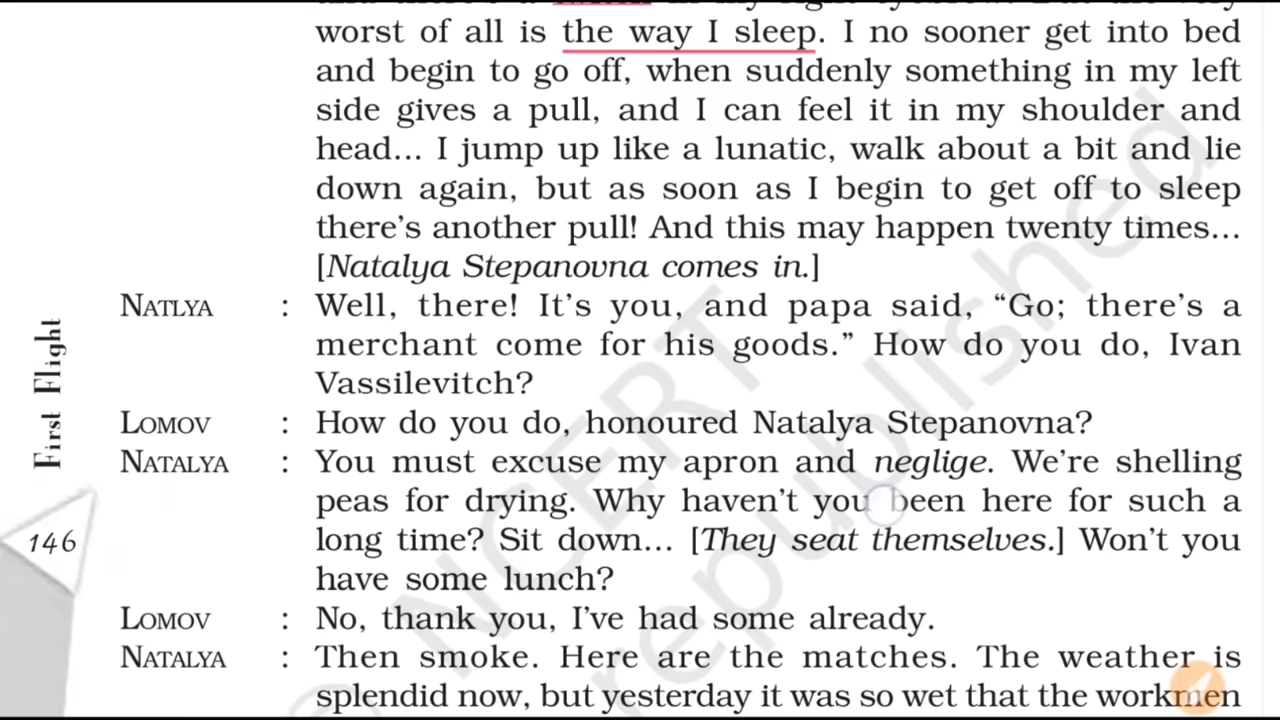 worst of all is the way I sleep. I no sooner get into bed
and begin to go off, when suddenly something in my left
side gives a pull, and I can feel it in my shoulder and
head... I jump up like a lunatic, walk about a bit and lie
down again, but as soon as I begin to get off to sleep
there's another pull! And this may happen twenty times...
[Natalya Stepanovna comes in.]
NATLYA : Well, there! It's you, and papa said, “Go; there's a
merchant come for his goods.” How do you do, Ivan
Vassilevitch?
LOMOV : How do you do, honoured Natalya Stepanovna?
NATALYA : You must excuse my apron and neglige. We're shelling
peas for drying. Why haven't you been here for such a
long time? Sit down... [They seat themselves.] Won't you
have some lunch?
LOMOV : No, thank you, I've had some already.
NATALYA : Then smoke. Here are the matches. The weather is
splendid now, but yesterday it was so wet that the workmen
First Flight
146
NCERT
republished